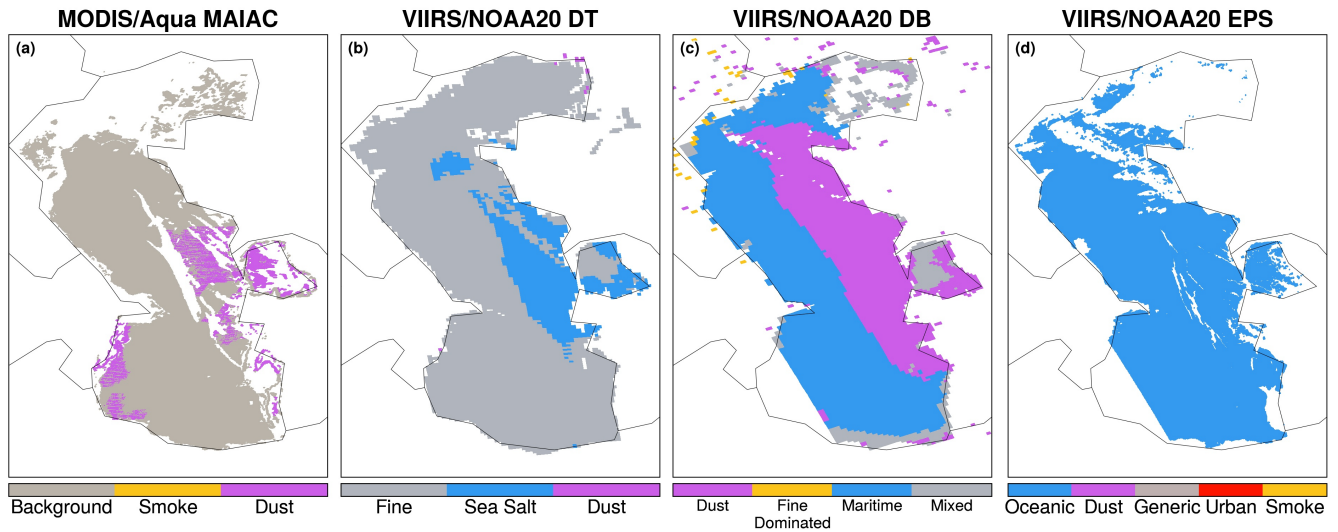 MODIS/Aqua MAIAC
VIIRS/NOAA20 DT
VIIRS/NOAA20 DB
VIIRS/NOAA20 EPS
(a)
(b)
(c)
(d)
Background Smoke Dust
Fine Sea Salt Dust
Dust Fine Dominated Maritime Mixed
Oceanic Dust Generic Urban Smoke